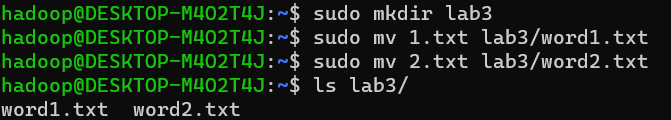 hadoop@DESKTOP-M4O2T4J:~$ sudo mkdir lab3
hadoop@DESKTOP-M4O2T4J:~$ sudo mv 1.txt lab3/word1.txt
hadoop@DESKTOP-M4O2T4J:~$ sudo mv 2.txt lab3/word2.txt
hadoop@DESKTOP-M4O2T4J:~$ ls lab3/
word1.txt  word2.txt